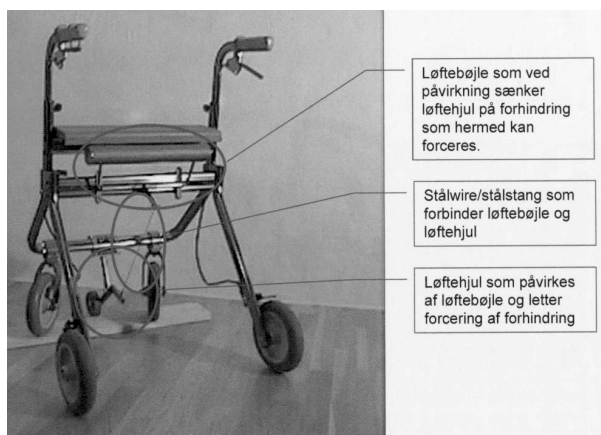 Løftebøjle som ved
påvirkning sænker
løftehjul på forhindring
som hermed kan
forceres.
Stålwire/stålstang som
forbinder løftebøjle og
løftehjul
Løftehjul som påvirkes
af løftebøjle og letter
forcering af forhindring